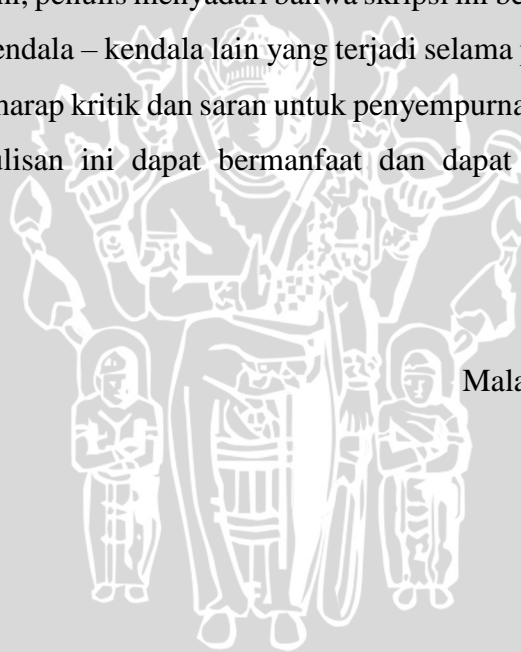 ni, penulis menyadari bahwa skripsi ini be
endala – kendala lain yang terjadi selama
harap kritik dan saran untuk penyempurna
ulisan ini dapat bermanfaat dan dapat
Mala